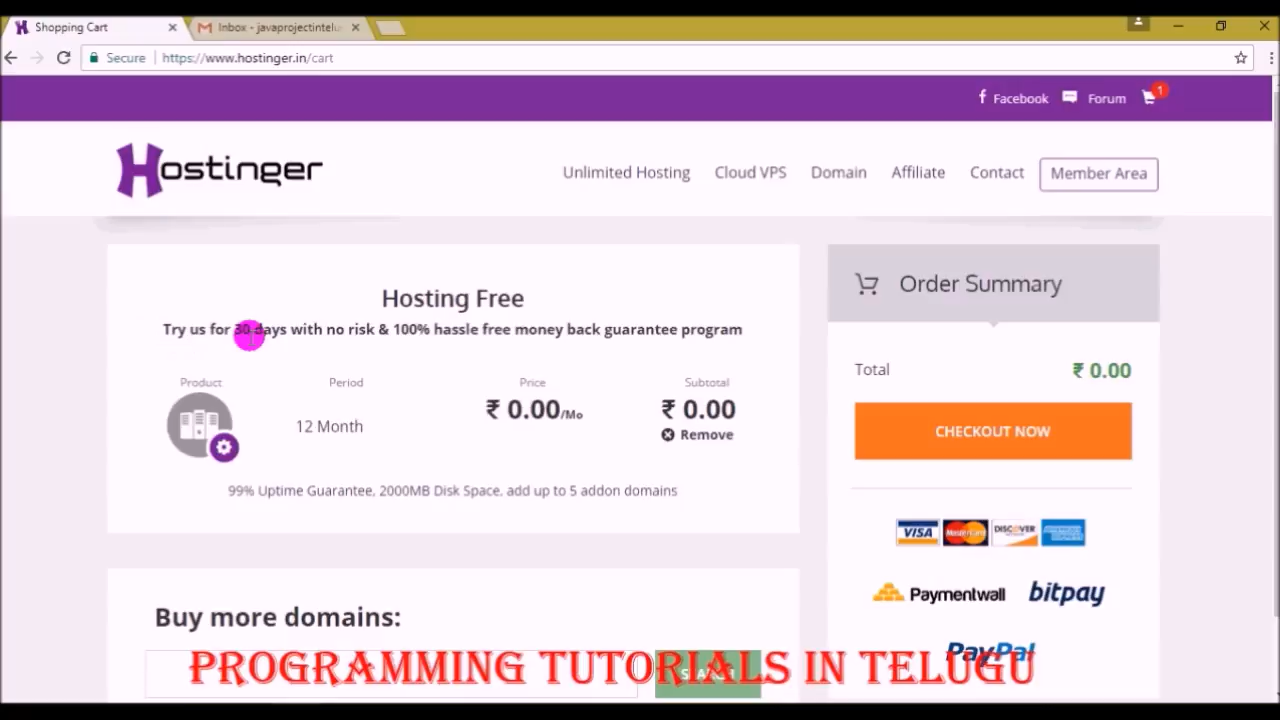 Shopping Cart
Inbox - javaprojectintelu
Secure https://www.hostinger.in/cart
Facebook Forum 1
Hostinger
Unlimited Hosting Cloud VPS Domain Affiliate Contact Member Area
Hosting Free
Try us for 30 days with no risk & 100% hassle free money back guarantee program
Product Period Price Subtotal
12 Month ₹ 0.00/Mo ₹ 0.00
Remove
99% Uptime Guarantee, 2000MB Disk Space, add up to 5 addon domains
Order Summary
Total ₹ 0.00
CHECKOUT NOW
VISA MasterCard DISCOVER
Paymentwall bitpay
PayPal
Buy more domains:
PROGRAMMING TUTORIALS IN TELUGU